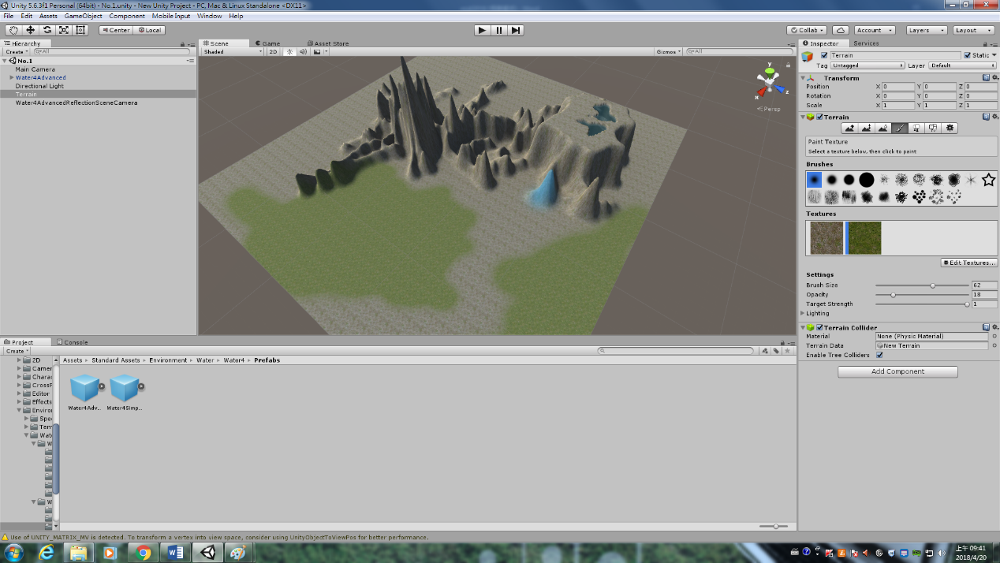 Unity 5.6.3f1 Personal (64bit) - No.1.unity - New Unity Project - PC, Mac & Linux Standalone <DX11>
File Edit Assets GameObject Component Mobile Input Window Help
Center Local
Collab Account Layers Layout
Hierarchy
Create All
No.1
Main Camera
Water4Advanced
Directional Light
Terrain
Water4AdvancedReflectionSceneCamera
Scene Game Asset Store
Shaded 2D Gizmos All
y
x
z
Persp
Inspector Services
Terrain Static
Tag Untagged Layer Default
Transform
Position X 0 Y 0 Z 0
Rotation X 0 Y 0 Z 0
Scale X 1 Y 1 Z 1
Terrain
Paint Texture
Select a texture below, then click to paint
Brushes
Textures
Edit Textures...
Settings
Brush Size 62
Opacity 18
Target Strength 1
Lighting
Terrain Collider
Material None (Physic Material)
Terrain Data New Terrain
Enable Tree Colliders
Add Component
Project Console
Create
2D
Camer
Chara
CrossP
Editor
Effects
Enviro
Spe
Terr
Wat
W
W
Assets Standard Assets Environment Water Water4 Prefabs
Water4Adv...
Water4Simp...
Use of UNITY_MATRIX_MV is detected. To transform a vertex into view space, consider using UnityObjectToViewPos for better performance.
上午 09:41
2018/4/20